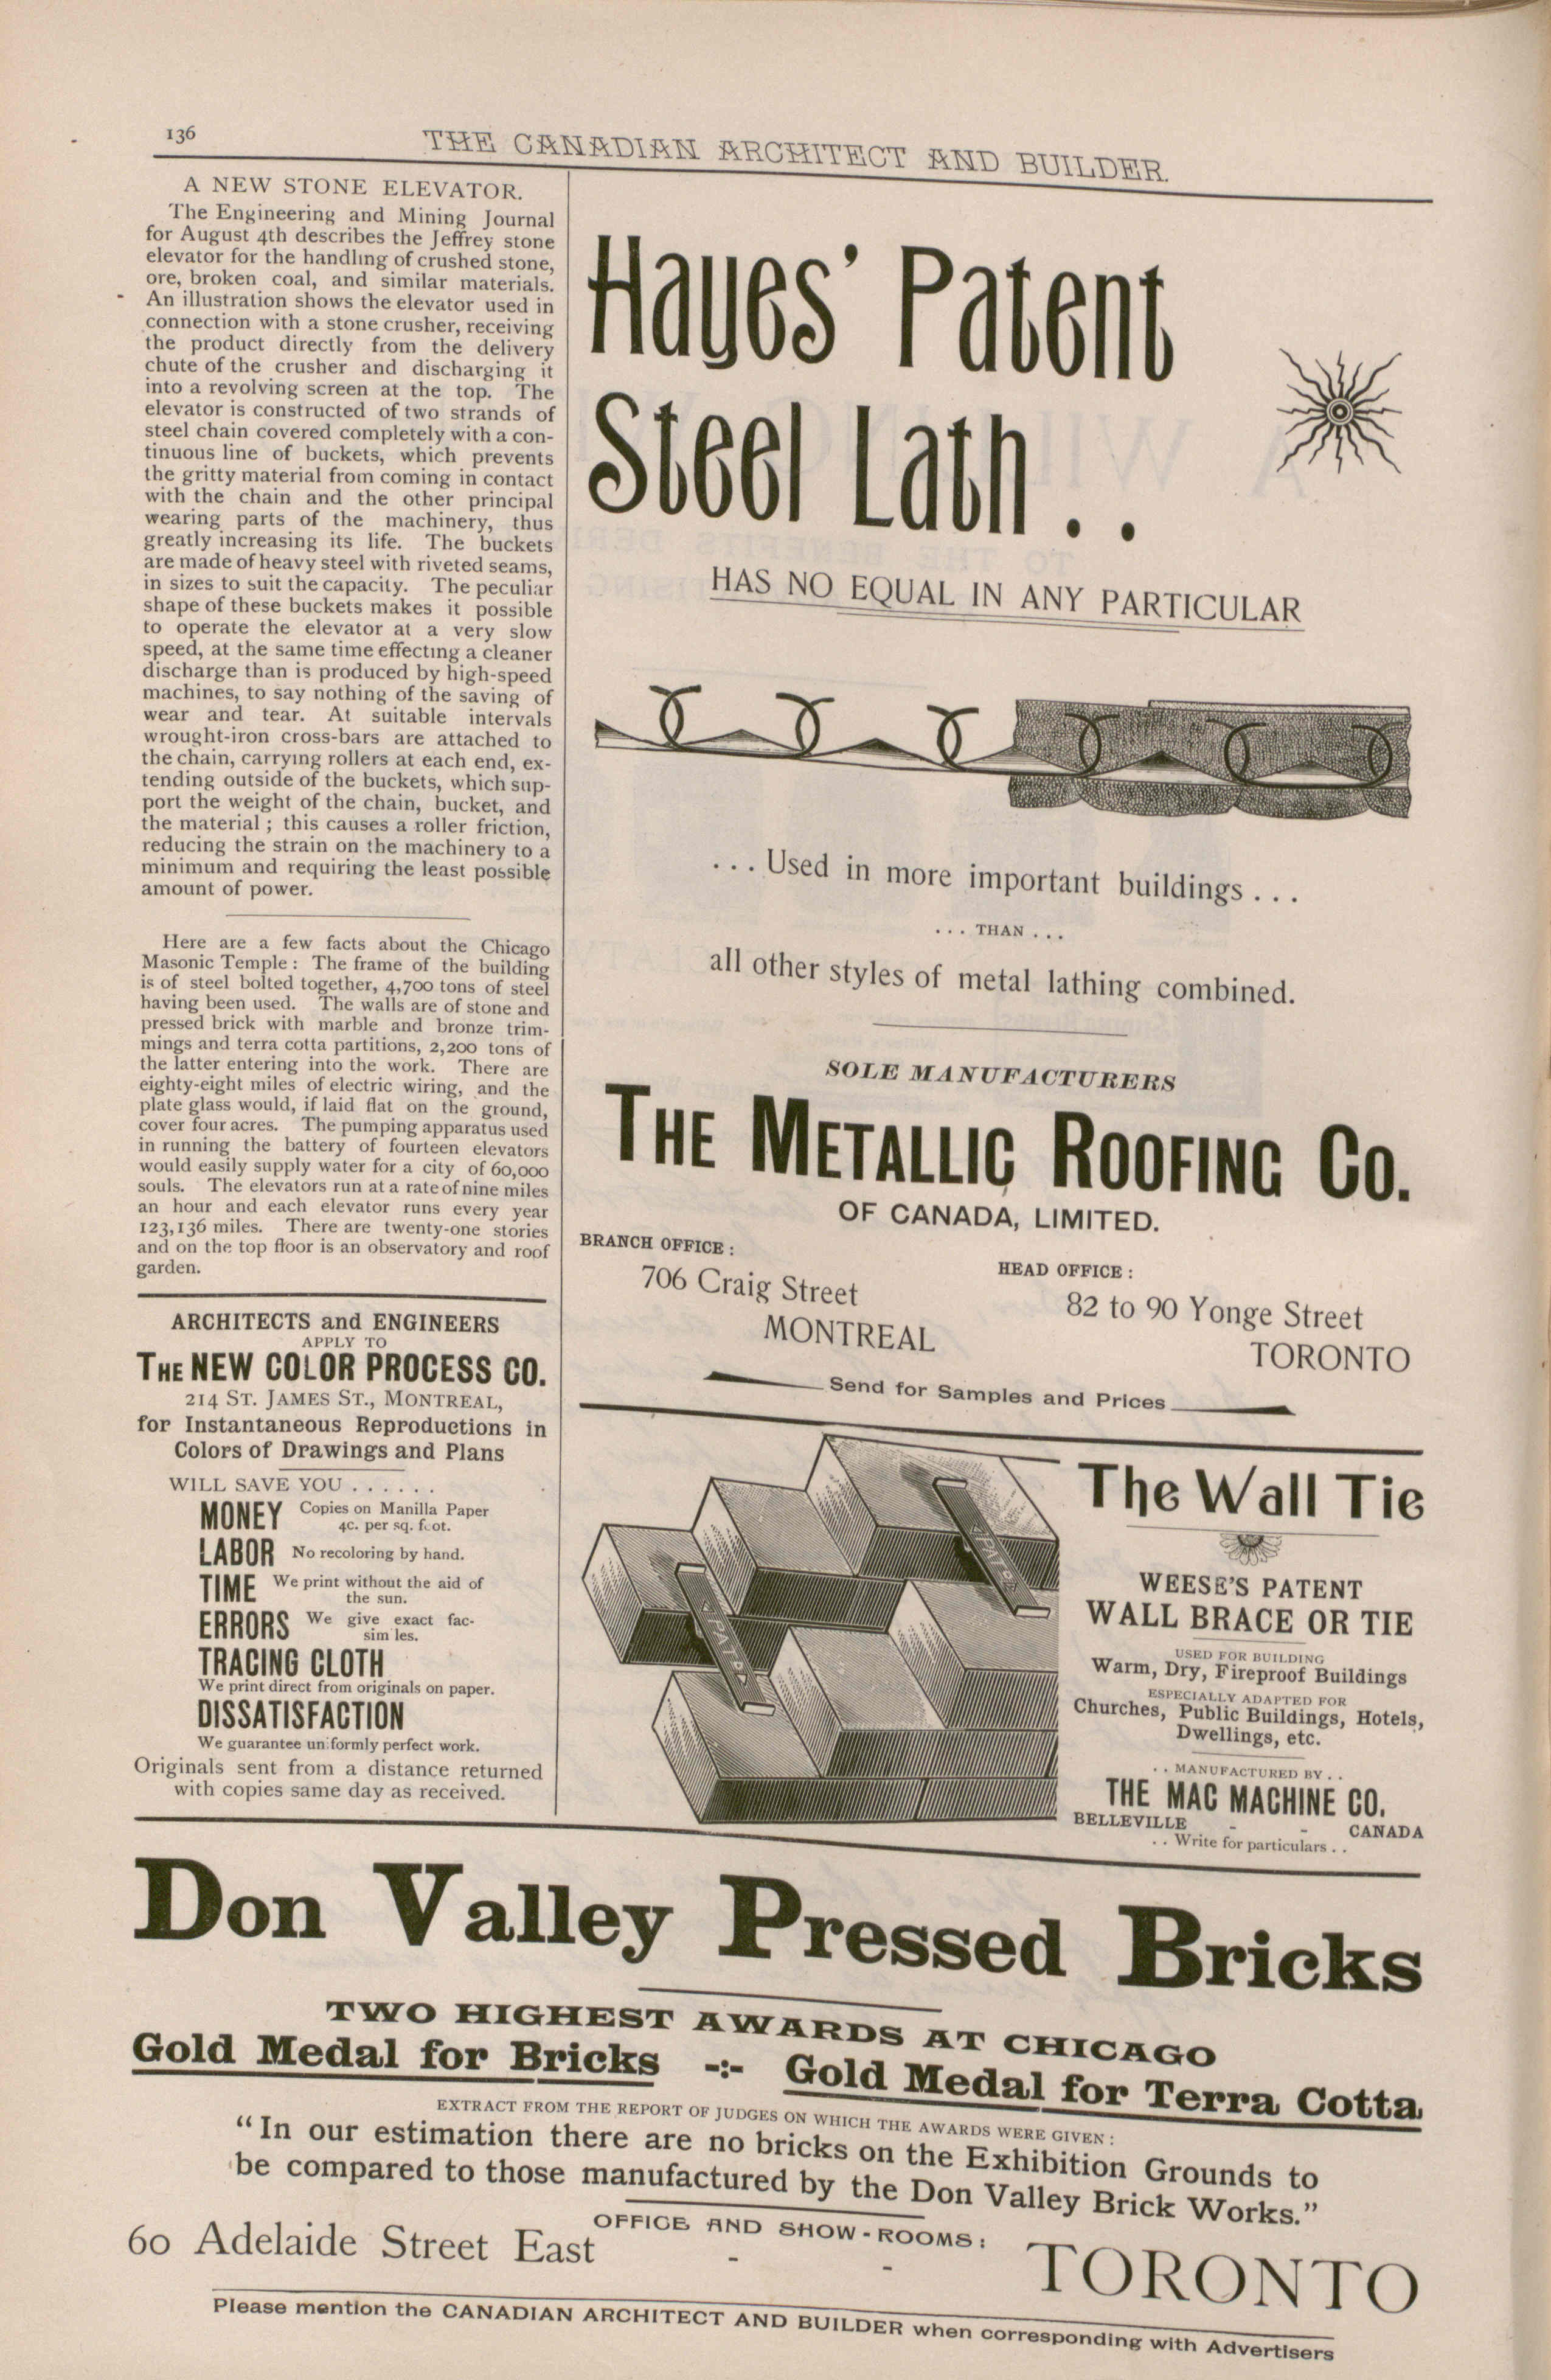 136
THE CANADIAN ARCHITECT AND BUILDER.
A NEW STONE ELEVATOR.
The Engineering and Mining Journal
for August 4th describes the Jeffrey stone
elevator for the handling of crushed stone,
ore, broken coal, and similar materials.
An illustration shows the elevator used in
connection with a stone crusher, receiving
the product directly from the delivery
chute of the crusher and discharging it
into a revolving screen at the top. The
elevator is constructed of two strands of
steel chain covered completely with a con-
tinuous line of buckets, which prevents
the gritty material from coming in contact
with the chain and the other principal
wearing parts of the machinery, thus
greatly increasing its life. The buckets
are made of heavy steel with riveted seams,
in sizes to suit the capacity. The peculiar
shape of these buckets makes it possible
to operate the elevator at a very slow
speed, at the same time effecting a cleaner
discharge than is produced by high-speed
machines, to say nothing of the saving of
wear and tear. At suitable intervals
wrought-iron cross-bars are attached to
the chain, carrying rollers at each end, ex-
tending outside of the buckets, which sup-
port the weight of the chain, bucket, and
the material ; this causes a roller friction,
reducing the strain on the machinery to a
minimum and requiring the least possible
amount of power.
Here are a few facts about the Chicago
Masonic Temple : The frame of the building
is of steel bolted together, 4,700 tons of steel
having been used. The walls are of stone and
pressed brick with marble and bronze trim-
mings and terra cotta partitions, 2,200 tons of
the latter entering into the work. There are
eighty-eight miles of electric wiring, and the
plate glass would, if laid flat on the ground,
cover four acres. The pumping apparatus used
in running the battery of fourteen elevators
would easily supply water for a city of 60,000
souls. The elevators run at a rate of nine miles
an hour and each elevator runs every year
123,136 miles. There are twenty-one stories
and on the top floor is an observatory and roof
garden.
ARCHITECTS and ENGINEERS
APPLY TO
THE NEW COLOR PROCESS CO.
214 ST. JAMES ST., MONTREAL,
for Instantaneous Reproductions in
Colors of Drawings and Plans
WILL SAVE YOU . . . . . .
MONEY Copies on Manilla Paper
4c. per sq. foot.
LABOR No recoloring by hand.
TIME We print without the aid of
the sun.
ERRORS We give exact fac-
sim les.
TRACING CLOTH
We print direct from originals on paper.
DISSATISFACTION
We guarantee uniformly perfect work.
Originals sent from a distance returned
with copies same day as received.
Hayes' Patent
Steel Lath . .
HAS NO EQUAL IN ANY PARTICULAR
. . . Used in more important buildings . . .
. . . THAN . . .
all other styles of metal lathing combined.
SOLE MANUFACTURERS
THE METALLIC ROOFING CO.
OF CANADA, LIMITED.
BRANCH OFFICE :
706 Craig Street
MONTREAL
HEAD OFFICE :
82 to 90 Yonge Street
TORONTO
Send for Samples and Prices
PATD
PATD
The Wall Tie
WEESE'S PATENT
WALL BRACE OR TIE
USED FOR BUILDING
Warm, Dry, Fireproof Buildings
ESPECIALLY ADAPTED FOR
Churches, Public Buildings, Hotels,
Dwellings, etc.
. . MANUFACTURED BY . .
THE MAC MACHINE CO.
BELLEVILLE - - CANADA
. . Write for particulars . .
Don Valley Pressed Bricks
TWO HIGHEST AWARDS AT CHICAGO
Gold Medal for Bricks -:- Gold Medal for Terra Cotta
EXTRACT FROM THE REPORT OF JUDGES ON WHICH THE AWARDS WERE GIVEN :
"In our estimation there are no bricks on the Exhibition Grounds to
be compared to those manufactured by the Don Valley Brick Works."
OFFICE AND SHOW-ROOMS :
60 Adelaide Street East - - TORONTO
Please mention the CANADIAN ARCHITECT AND BUILDER when corresponding with Advertisers